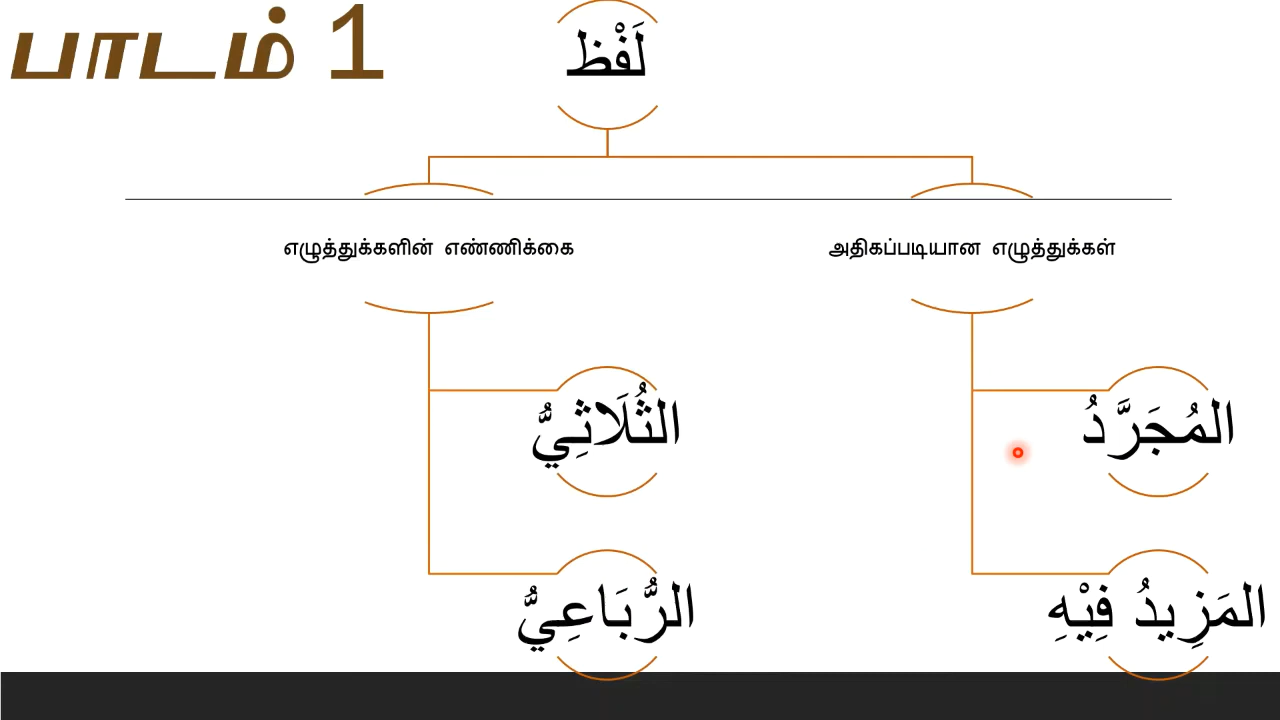 பாடம் 1
لَفْظ
எழுத்துக்களின் எண்ணிக்கை
அதிகப்படியான எழுத்துக்கள்
الثُلَاثِيُّ
المُجَرَّدُ
الرُّبَاعِيُّ
المَزِيدُ فِيْهِ